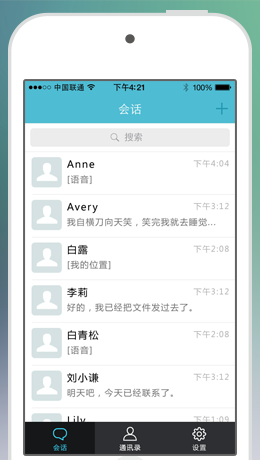 中国联通 下午4:21 100%
会话 +
搜索
Anne 下午4:04
[语音]
Avery 下午3:12
我自横刀向天笑，笑完我就去睡觉...
白露 下午2:08
[我的位置]
李莉 下午3:12
好的，我已经把文件发过去了。
白青松 下午2:08
[语音]
刘小谦 下午3:12
明天吧，今天已经联系了。
Lily 下午1:09
会话 通讯录 设置